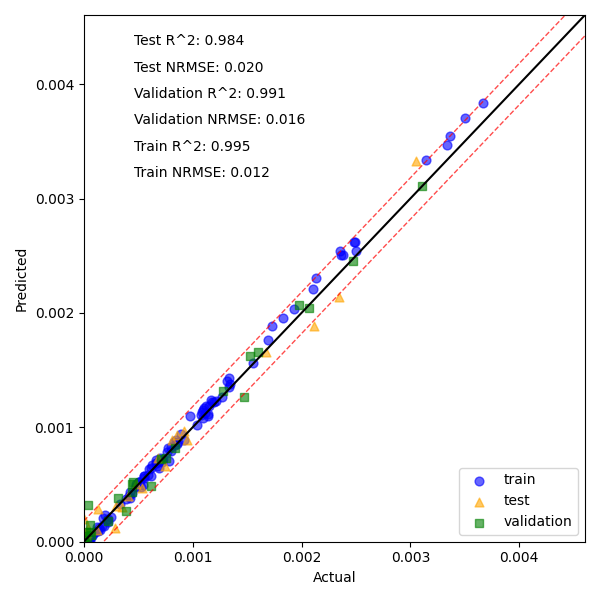 Test R^2: 0.984
Test NRMSE: 0.020
Validation R^2: 0.991
Validation NRMSE: 0.016
Train R^2: 0.995
Train NRMSE: 0.012
0.004
0.003
0.002
0.001
0.000
Predicted
train
test
validation
0.000 0.001 0.002 0.003 0.004
Actual